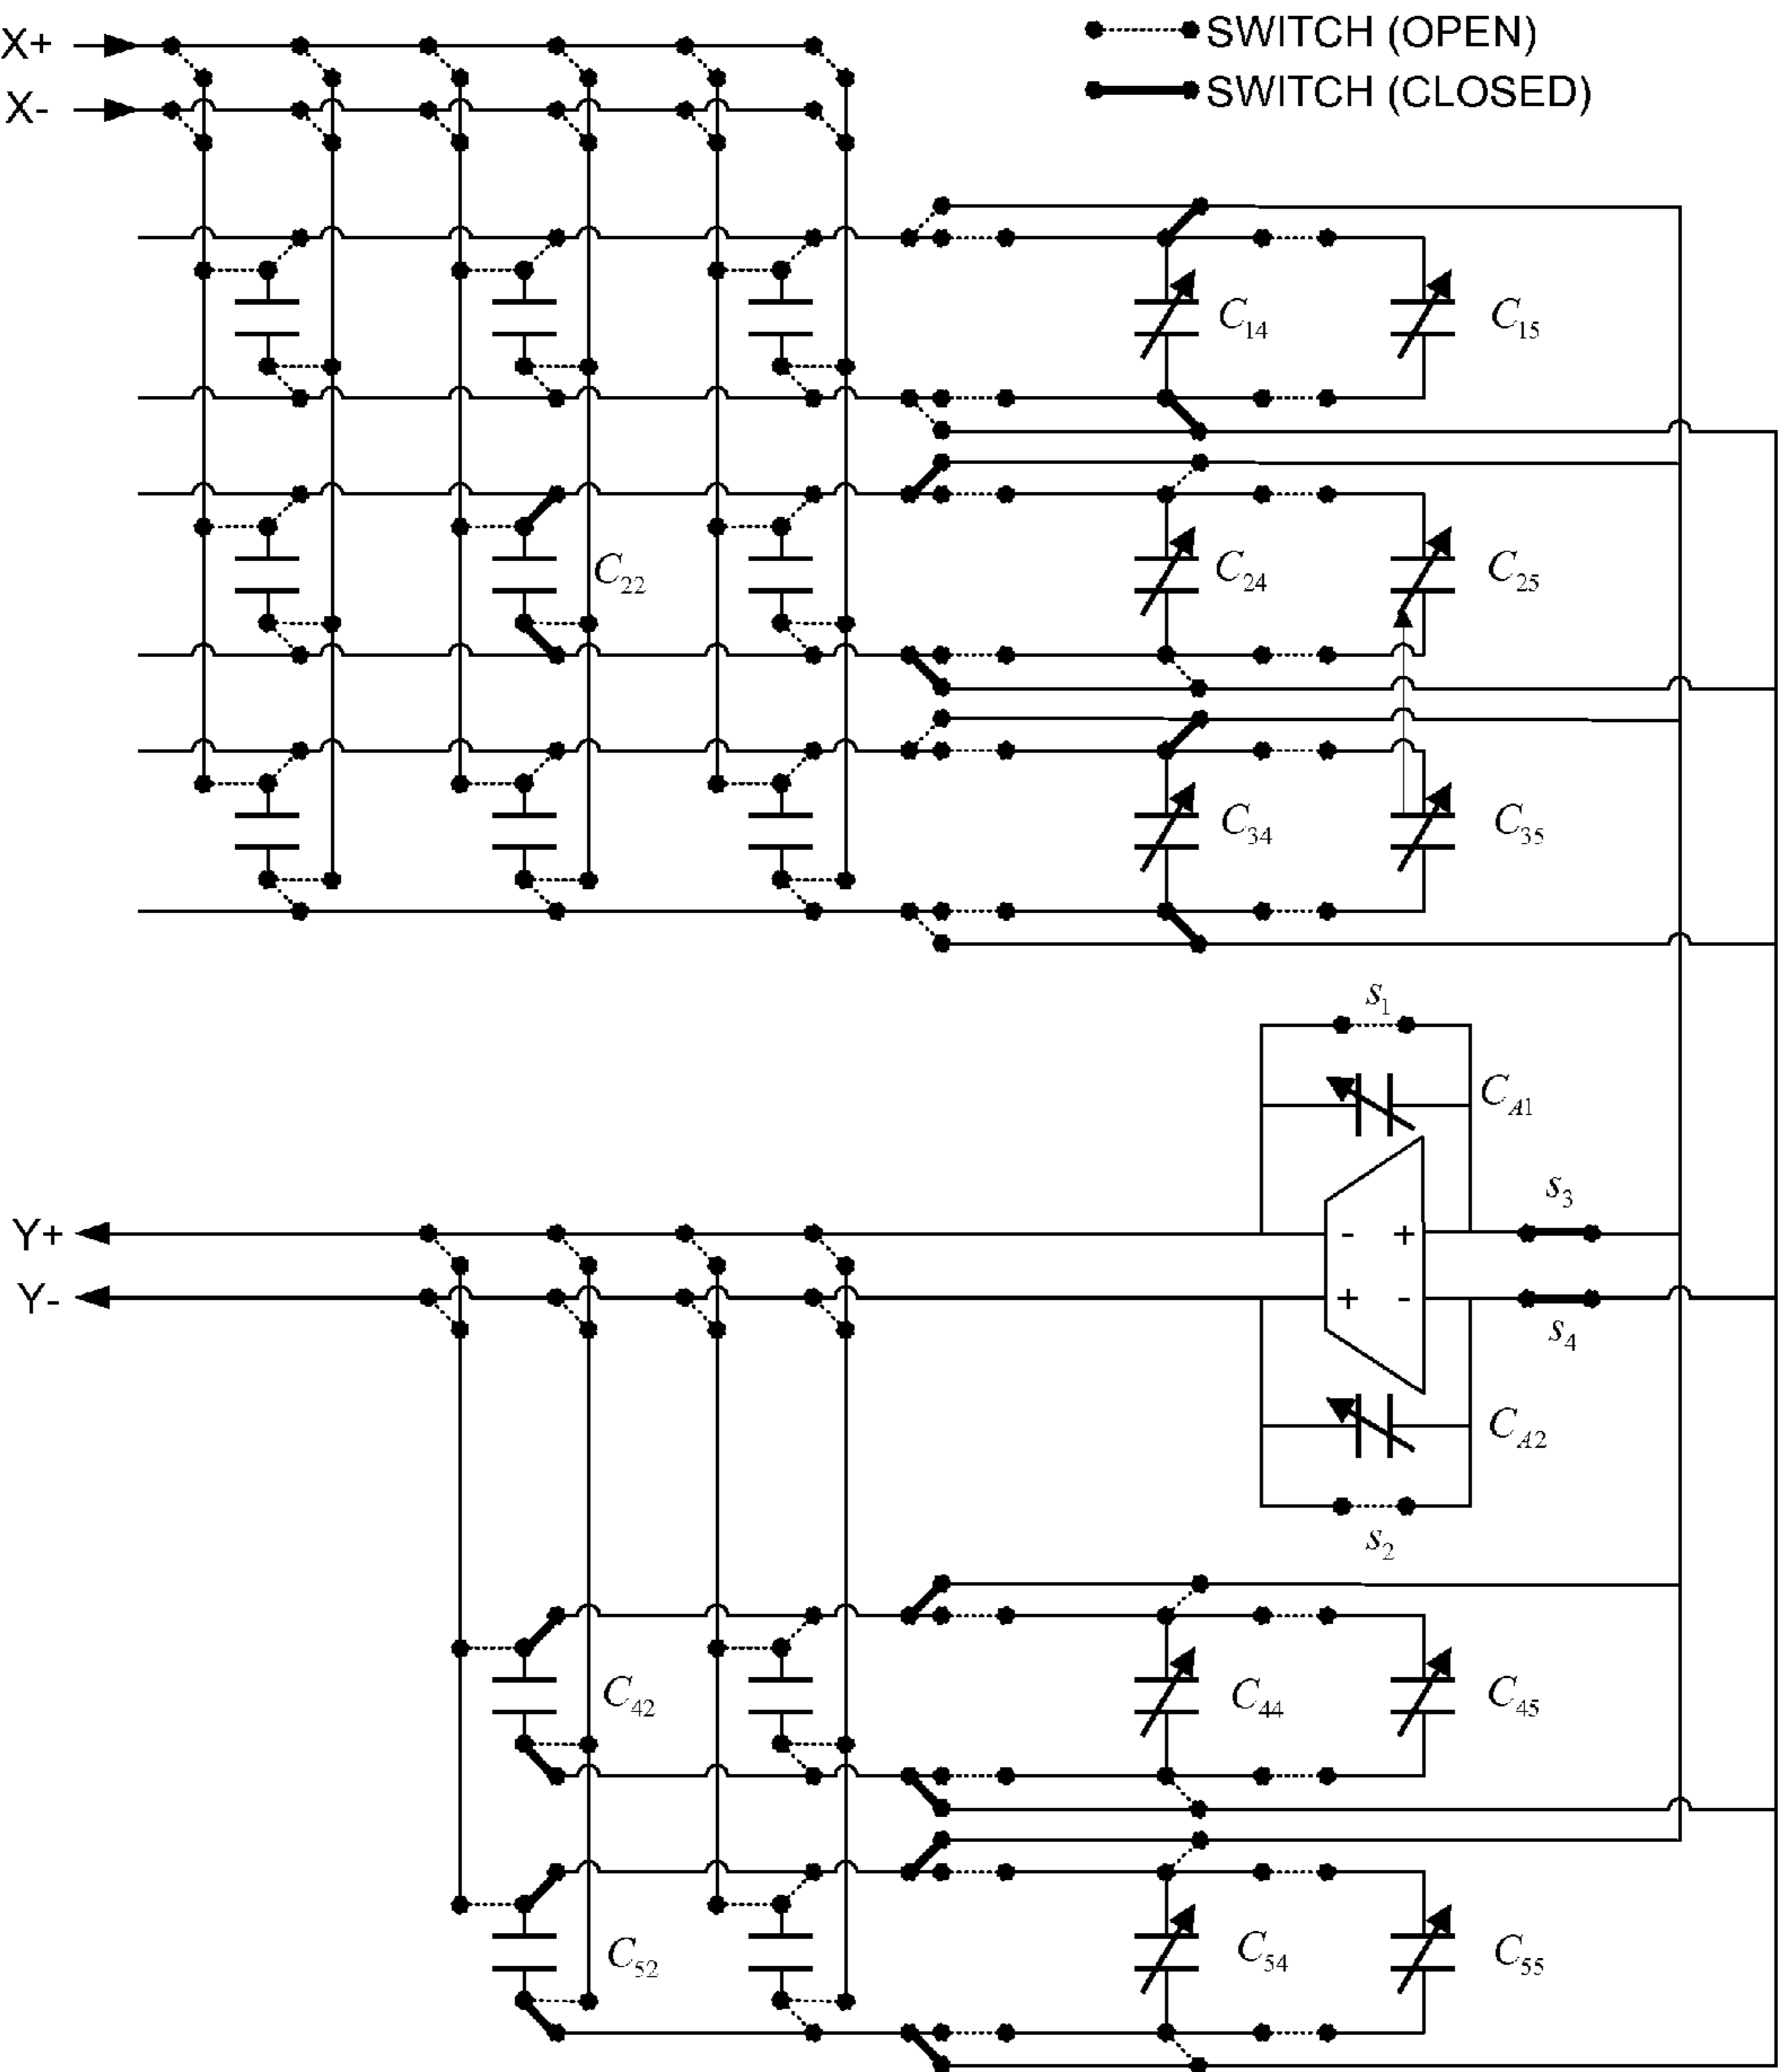 X+
SWITCH (OPEN)
X-
SWITCH (CLOSED)
C14
C15
C22
C24
C25
C34
C35
s1
CA1
Y+
- +
s3
Y-
+ -
s4
CA2
s2
C42
C44
C45
C52
C54
C55